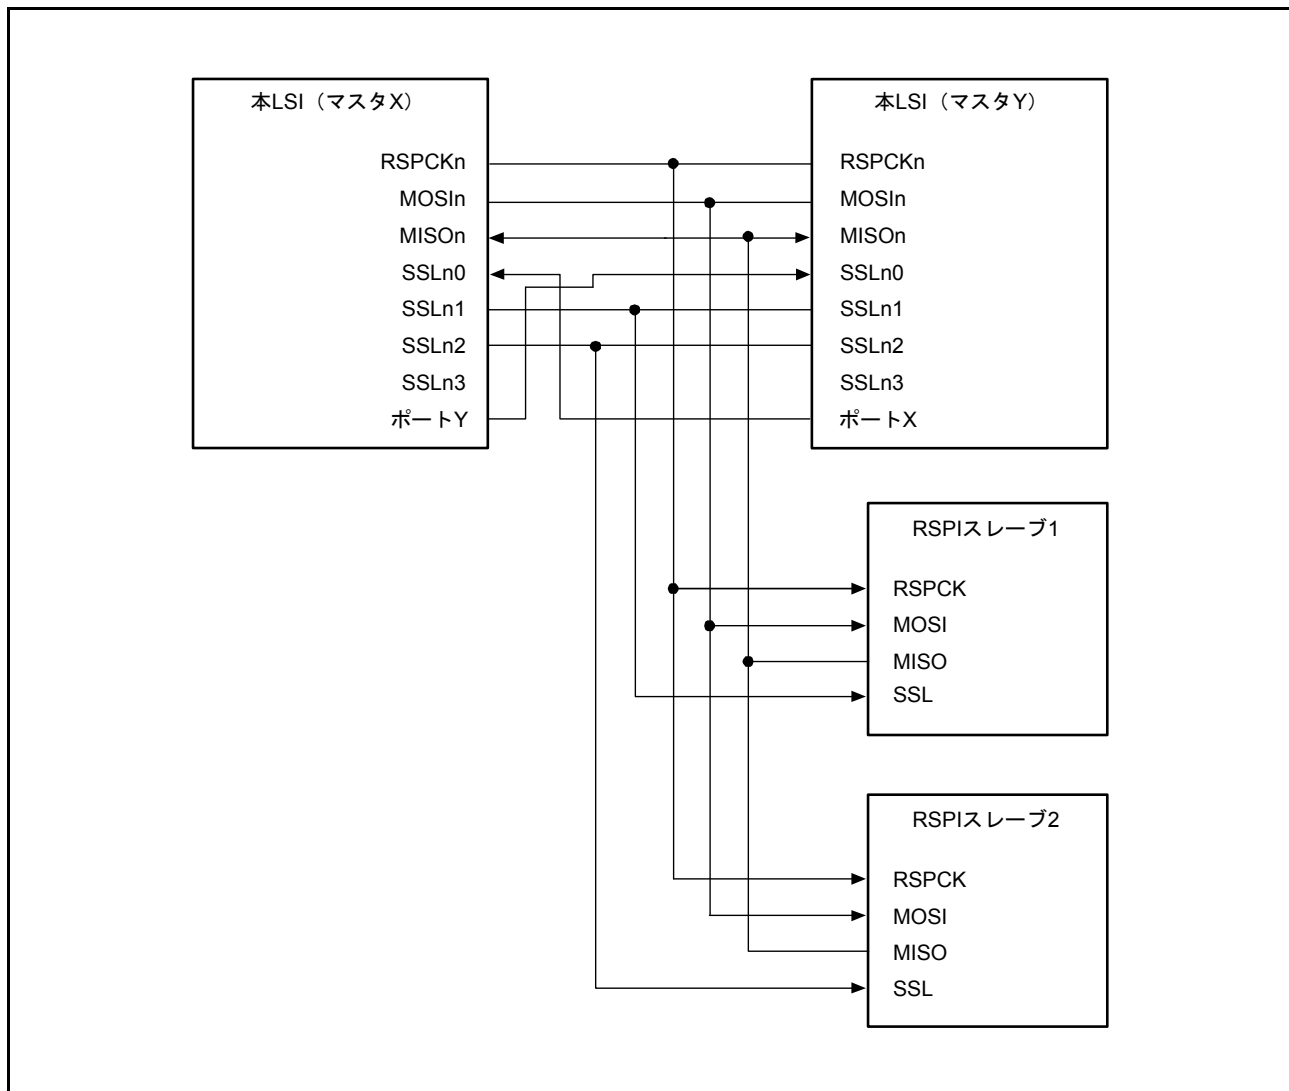 本LSI（マスタX）
RSPCKn
MOSIn
MISOn
SSLn0
SSLn1
SSLn2
SSLn3
ポートY
本LSI（マスタY）
RSPCKn
MOSIn
MISOn
SSLn0
SSLn1
SSLn2
SSLn3
ポートX
RSPIスレーブ1
RSPCK
MOSI
MISO
SSL
RSPIスレーブ2
RSPCK
MOSI
MISO
SSL